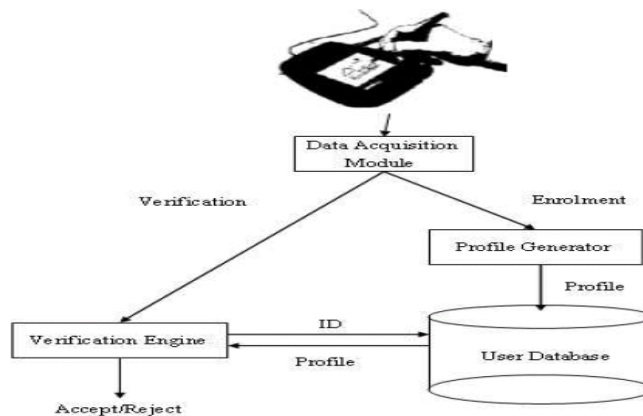 Data Acquisition
Module
Verification
Enrolment
Profile Generator
Profile
ID
Verification Engine
Profile
User Database
Accept/Reject